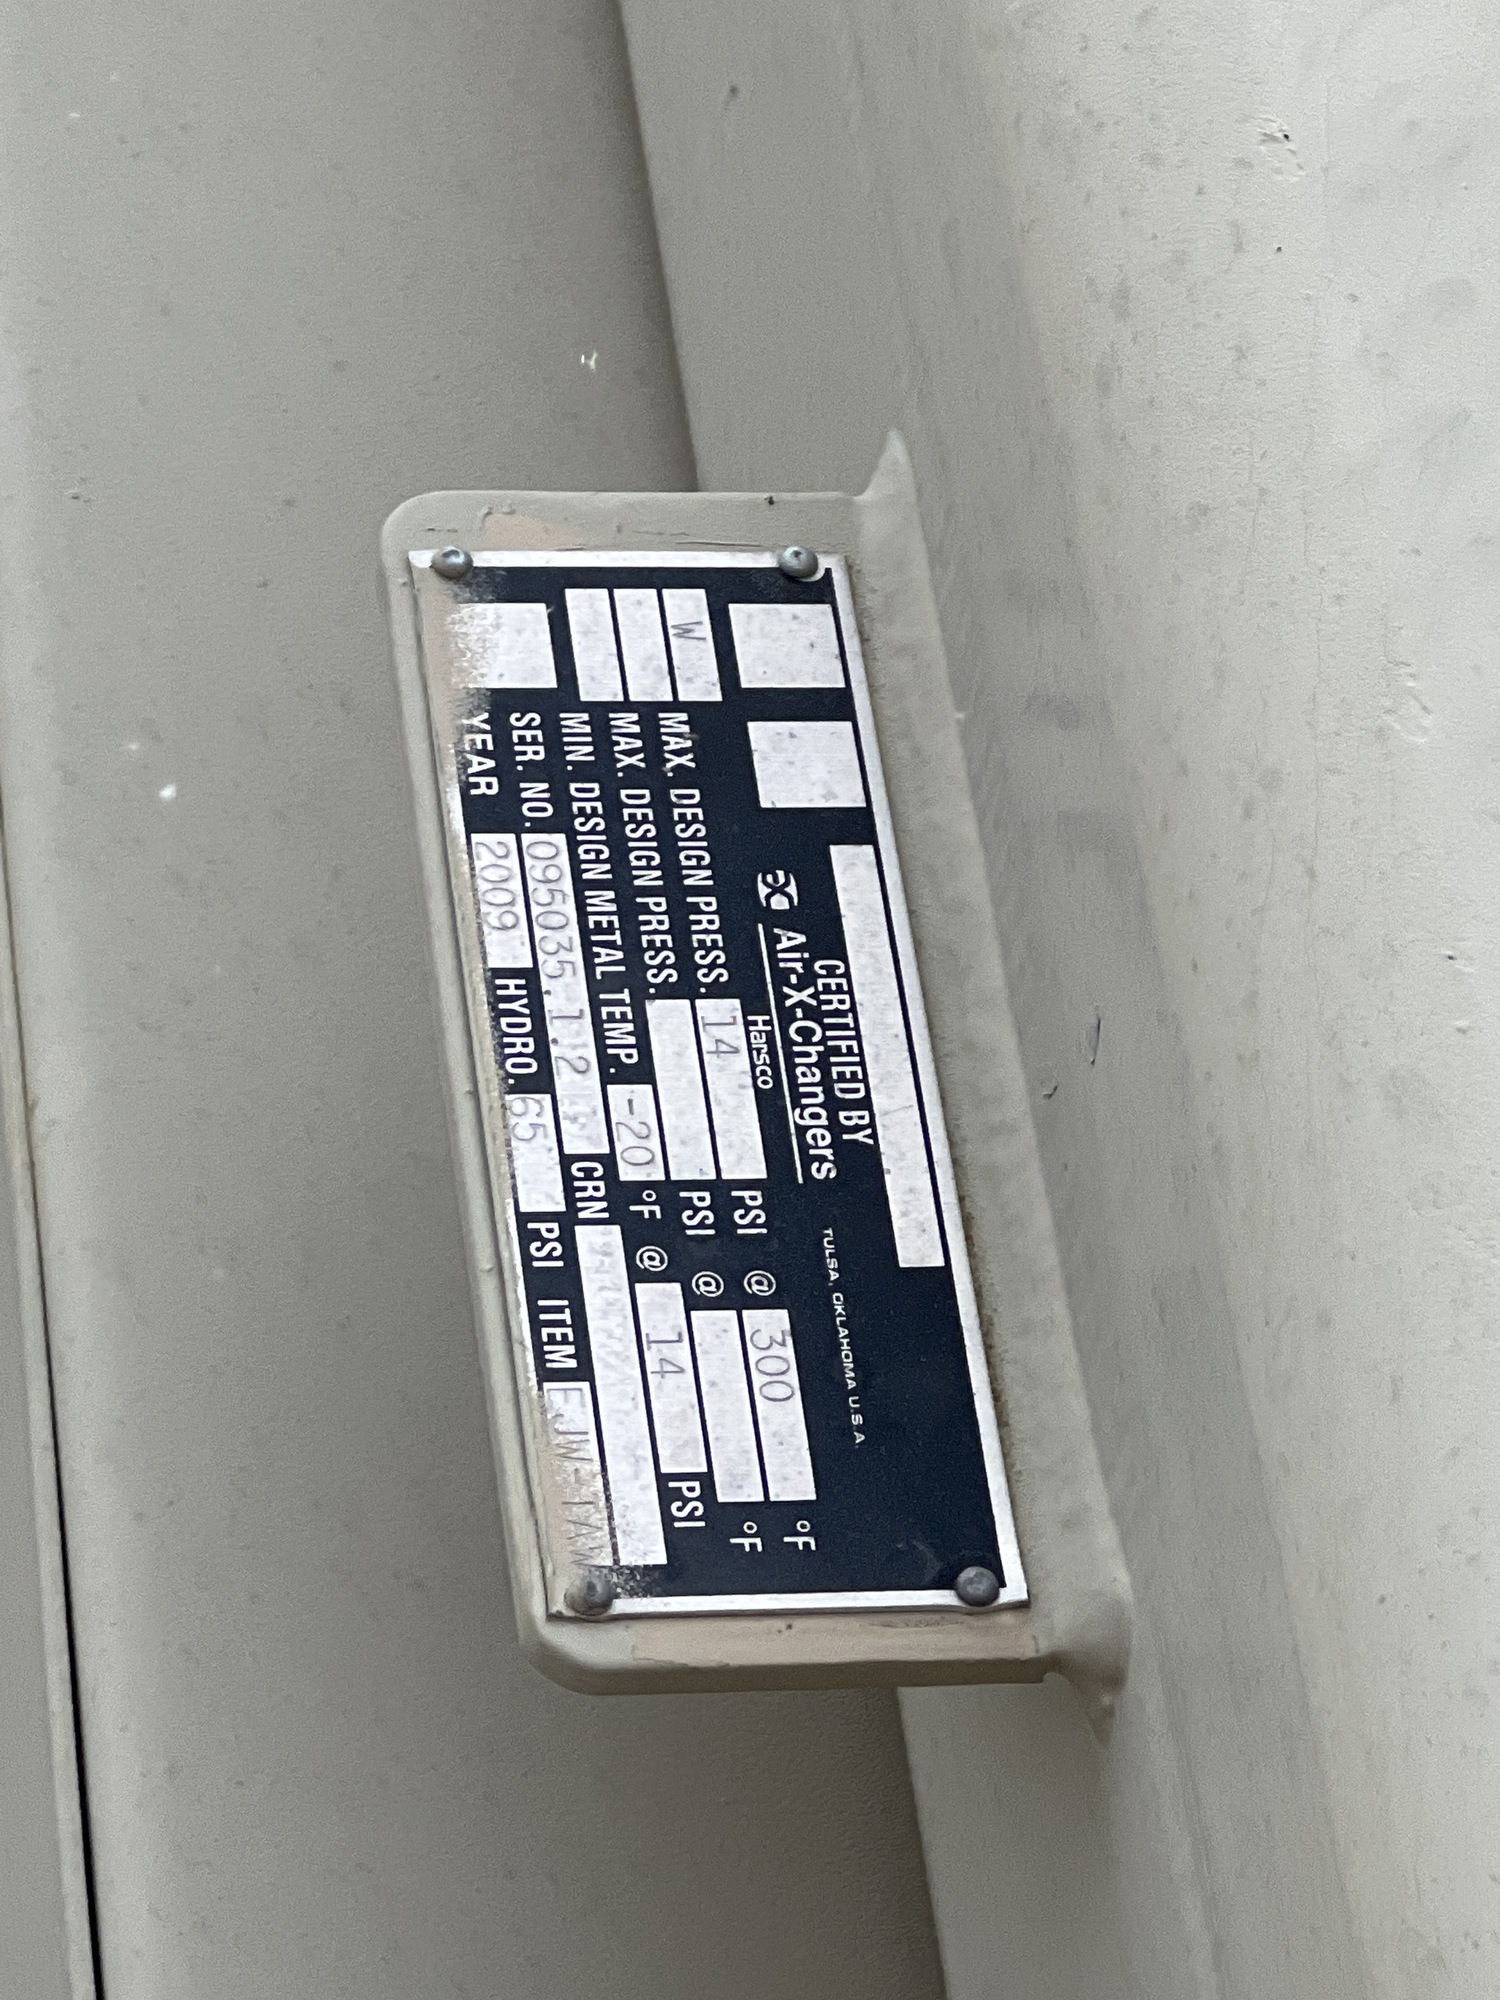 CERTIFIED BY
Air-X-Changers TULSA, OKLAHOMA U.S.A.
Harsco
W MAX. DESIGN PRESS. 14 PSI @ 300 °F
MAX. DESIGN PRESS. PSI @ °F
MIN. DESIGN METAL TEMP. -20 °F @ 14 PSI
SER. NO. 095035.1.2 CRN
YEAR 2009 HYDRO. 65 PSI ITEM